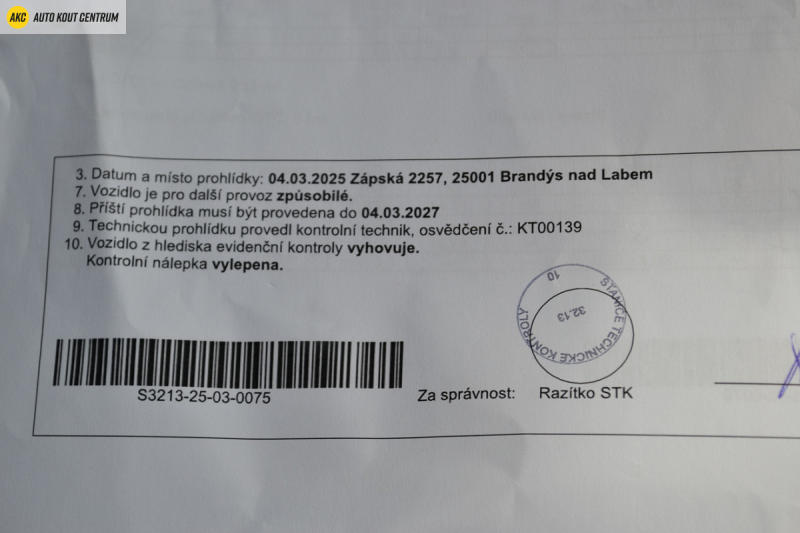 AKC AUTO KOUT CENTRUM
3. Datum a místo prohlídky: 04.03.2025 Zápská 2257, 25001 Brandýs nad Labem
7. Vozidlo je pro další provoz způsobilé.
8. Příští prohlídka musí být provedena do 04.03.2027
9. Technickou prohlídku provedl kontrolní technik, osvědčení č.: KT00139
10. Vozidlo z hlediska evidenční kontroly vyhovuje.
Kontrolní nálepka vylepena.
STANICE TECHNICKÉ KONTROLY
10
32.13
S3213-25-03-0075
Za správnost:
Razítko STK